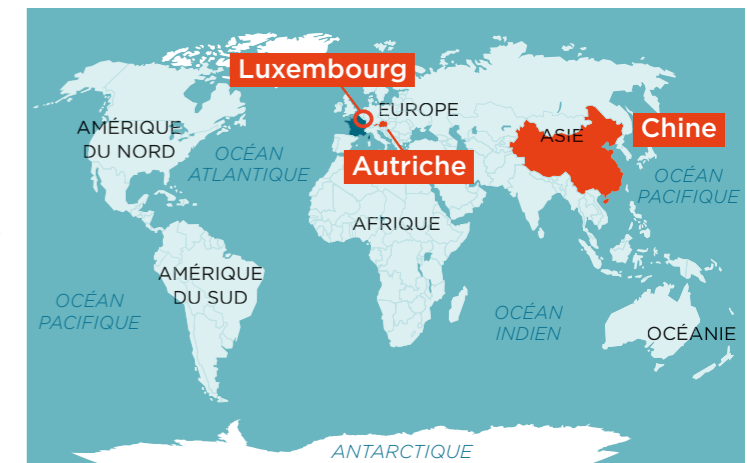 Luxembourg
EUROPE
AMÉRIQUE
DU NORD
ASIE
Chine
OCÉAN
ATLANTIQUE
Autriche
OCÉAN
PACIFIQUE
AFRIQUE
AMÉRIQUE
DU SUD
OCÉAN
PACIFIQUE
OCÉAN
INDIEN
OCÉANIE
ANTARCTIQUE